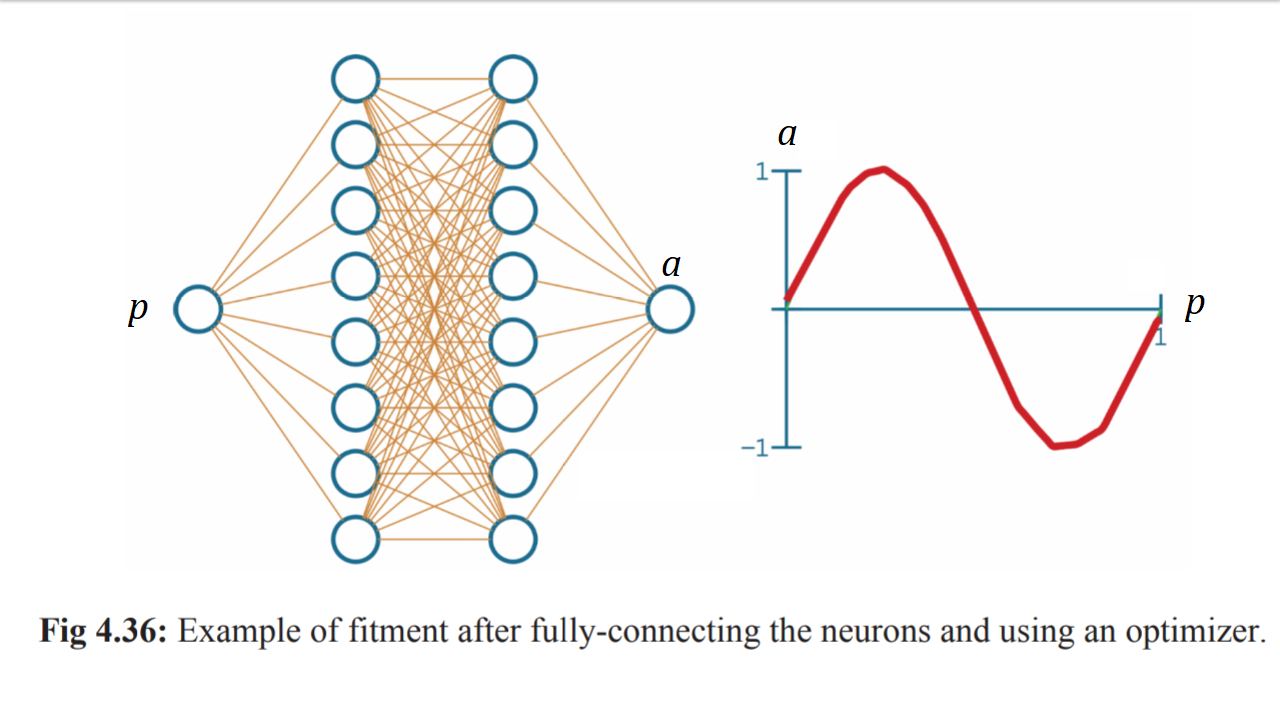 p
a
a
1
-1
p
1
Fig 4.36: Example of fitment after fully-connecting the neurons and using an optimizer.